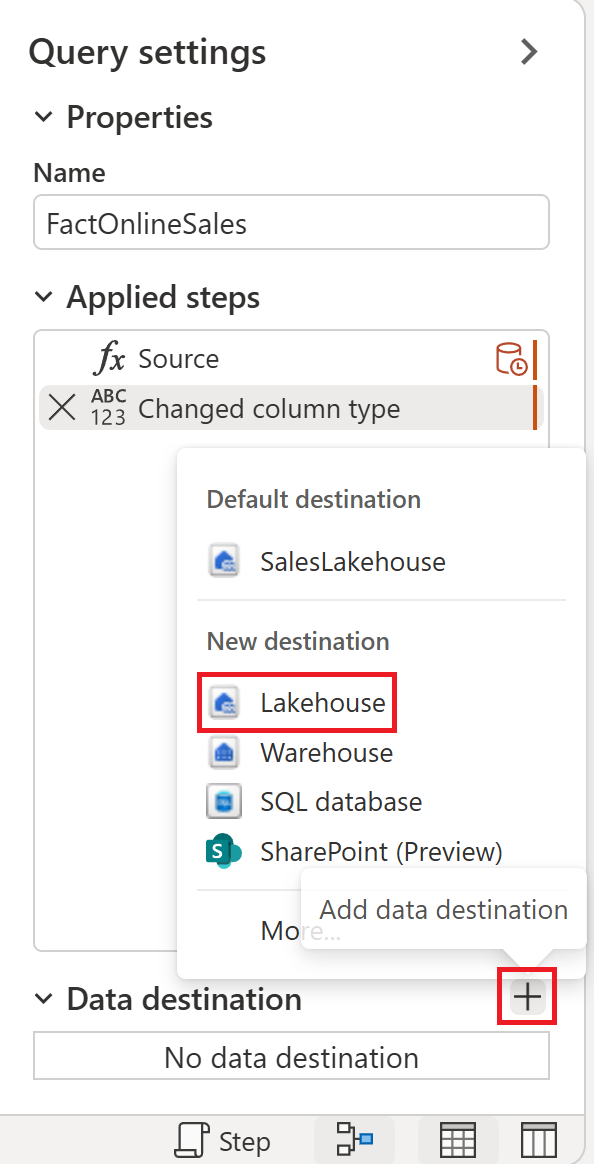 Query settings
Properties
Name
FactOnlineSales
Applied steps
fx Source
ABC
123 Changed column type
Default destination
SalesLakehouse
New destination
Lakehouse
Warehouse
SQL database
S SharePoint (Preview)
More...
Add data destination
Data destination
No data destination
Step